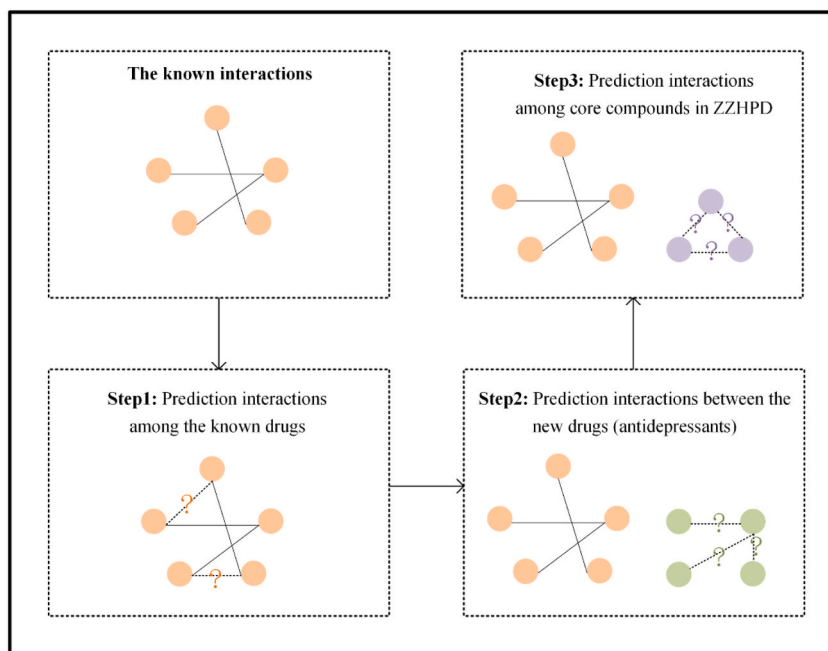 The known interactions
Step1: Prediction interactions
among the known drugs
?
?
Step2: Prediction interactions between the
new drugs (antidepressants)
?
?
?
Step3: Prediction interactions
among core compounds in ZZHPD
?
?
?